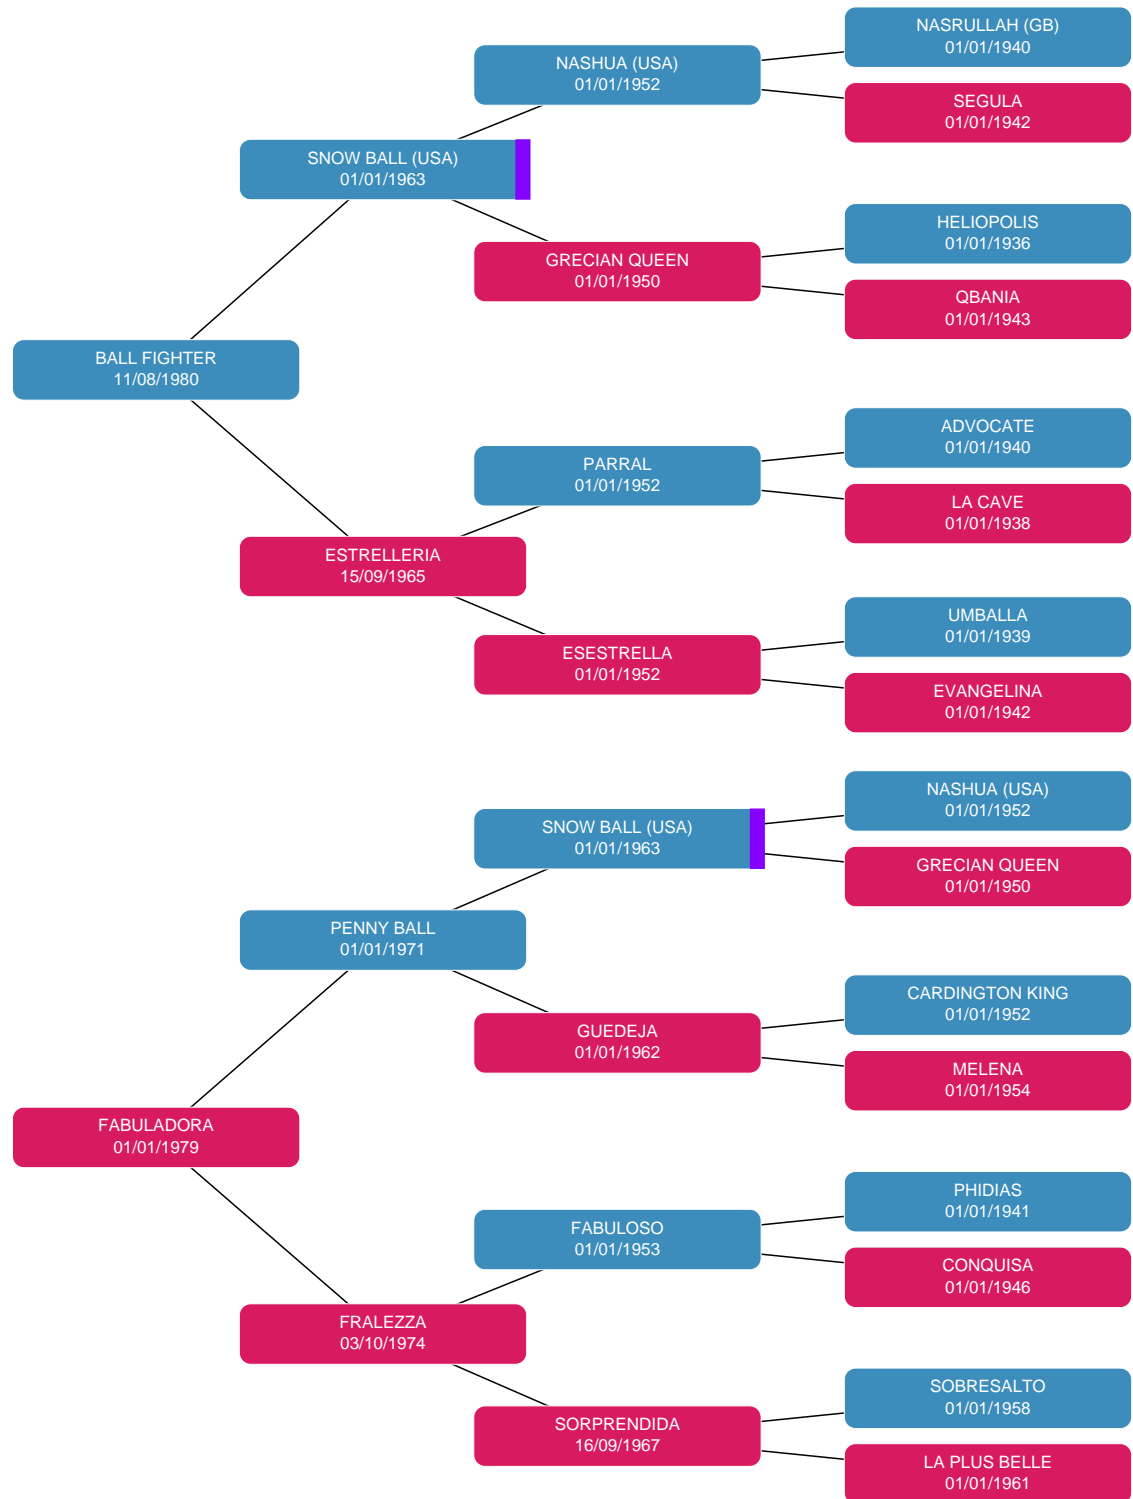 NASRULLAH (GB)
01/01/1940
NASHUA (USA)
01/01/1952
SEGULA
01/01/1942
SNOW BALL (USA)
01/01/1963
HELIOPOLIS
01/01/1936
GRECIAN QUEEN
01/01/1950
QBANIA
01/01/1943
BALL FIGHTER
11/08/1980
ADVOCATE
01/01/1940
PARRAL
01/01/1952
LA CAVE
01/01/1938
ESTRELLERIA
15/09/1965
UMBALLA
01/01/1939
ESESTRELLA
01/01/1952
EVANGELINA
01/01/1942
NASHUA (USA)
01/01/1952
SNOW BALL (USA)
01/01/1963
GRECIAN QUEEN
01/01/1950
PENNY BALL
01/01/1971
CARDINGTON KING
01/01/1952
GUEDEJA
01/01/1962
MELENA
01/01/1954
FABULADORA
01/01/1979
PHIDIAS
01/01/1941
FABULOSO
01/01/1953
CONQUISA
01/01/1946
FRALEZZA
03/10/1974
SOBRESALTO
01/01/1958
SORPRENDIDA
16/09/1967
LA PLUS BELLE
01/01/1961